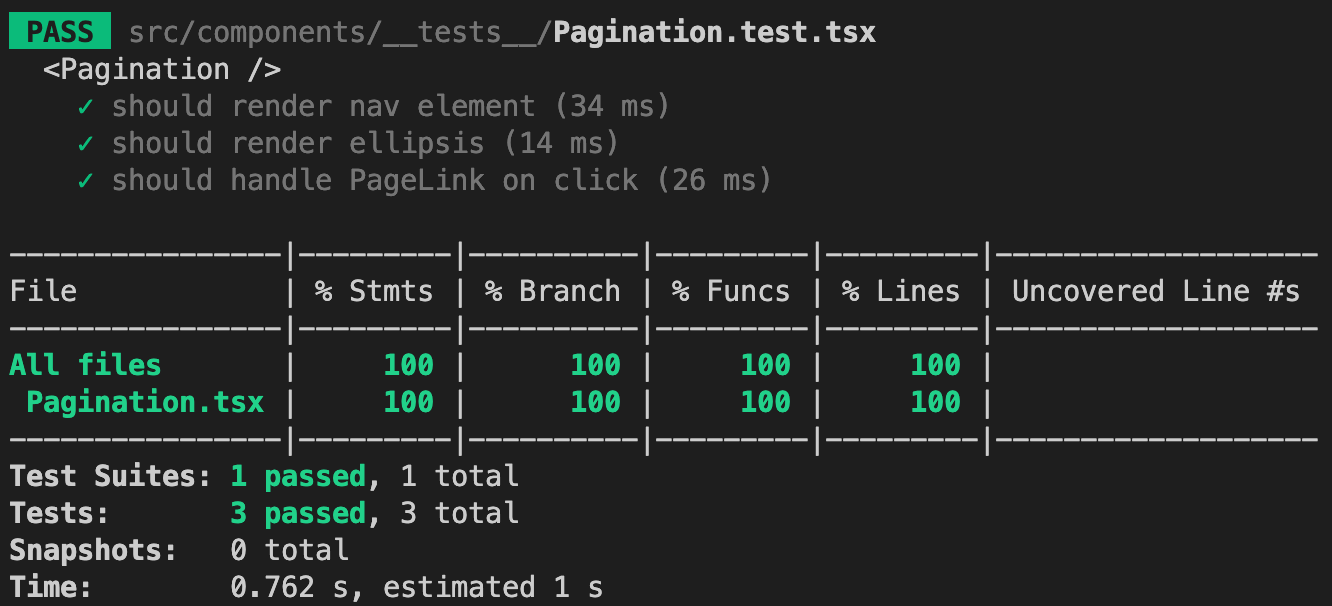 PASS src/components/__tests__/Pagination.test.tsx
  <Pagination />
    ✓ should render nav element (34 ms)
    ✓ should render ellipsis (14 ms)
    ✓ should handle PageLink on click (26 ms)

----------------|---------|----------|---------|---------|-------------------
File            | % Stmts | % Branch | % Funcs | % Lines | Uncovered Line #s
----------------|---------|----------|---------|---------|-------------------
All files       |     100 |      100 |     100 |     100 |
 Pagination.tsx |     100 |      100 |     100 |     100 |
----------------|---------|----------|---------|---------|-------------------
Test Suites: 1 passed, 1 total
Tests:       3 passed, 3 total
Snapshots:   0 total
Time:        0.762 s, estimated 1 s